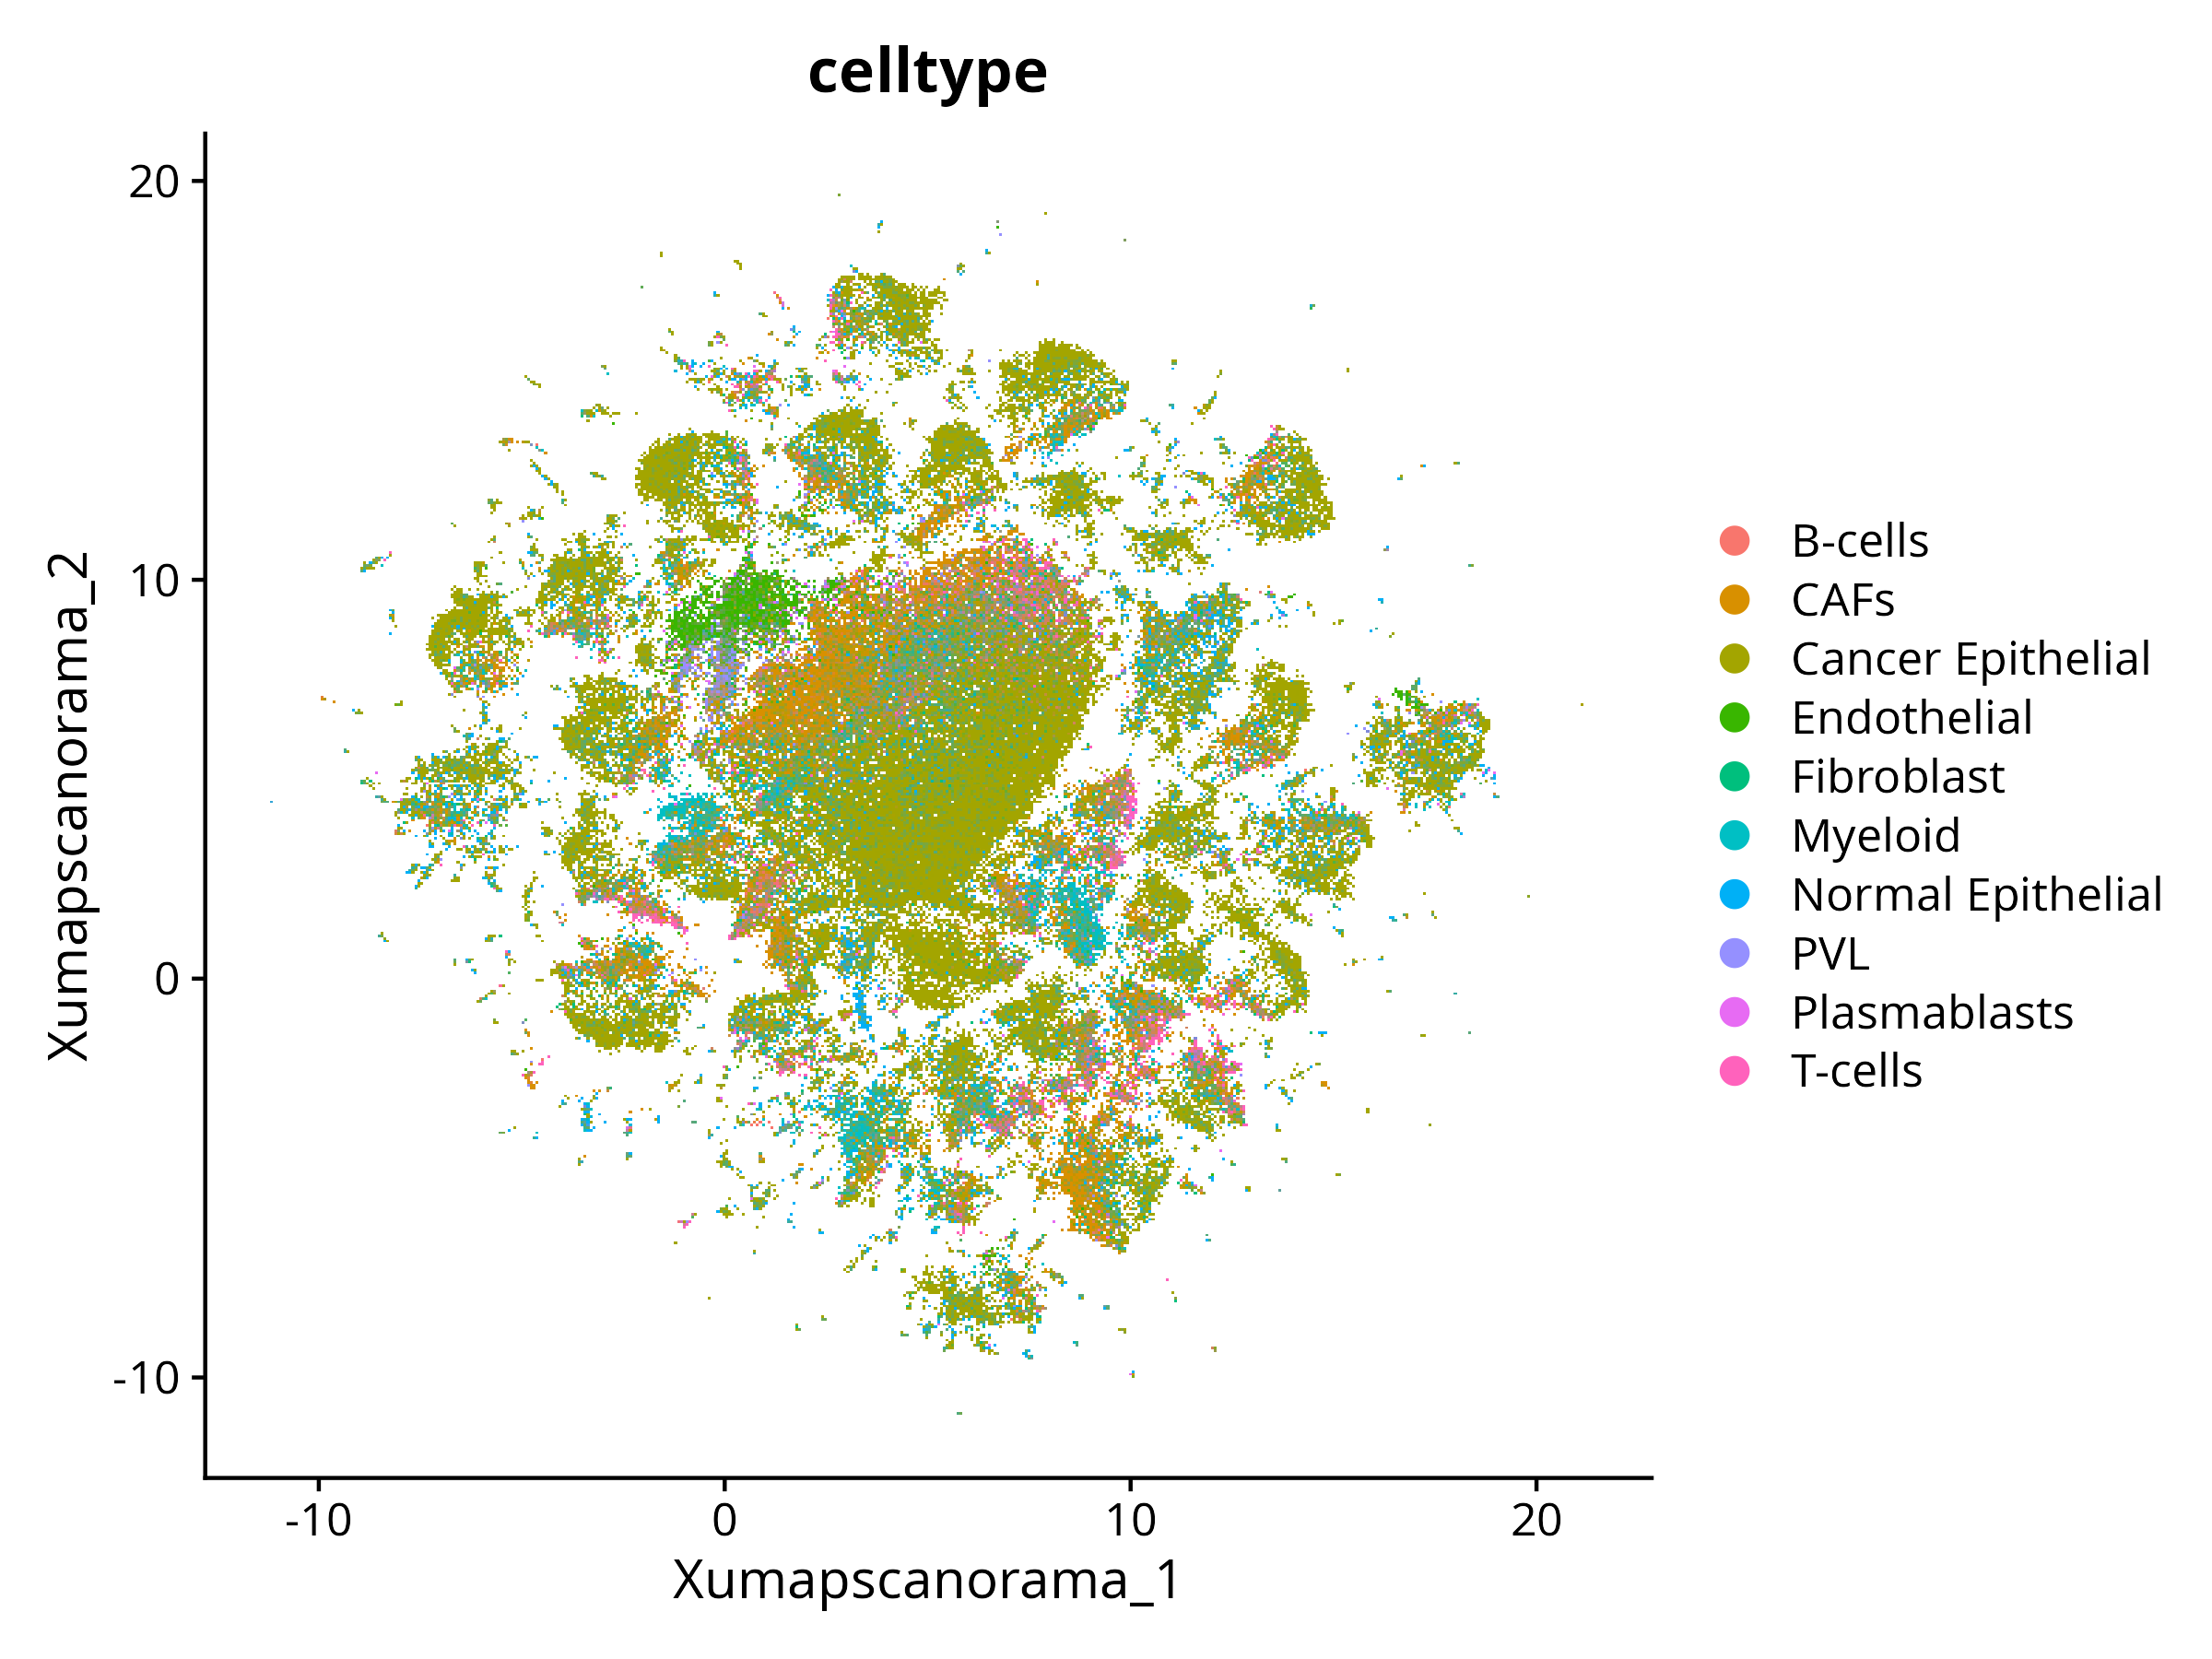 celltype
20
10
0
-10
Xumapscanorama_2
-10
0
10
20
Xumapscanorama_1
B-cells
CAFs
Cancer Epithelial
Endothelial
Fibroblast
Myeloid
Normal Epithelial
PVL
Plasmablasts
T-cells